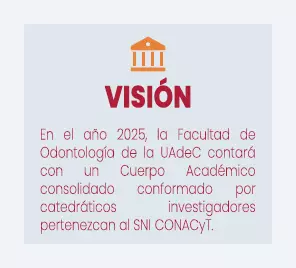 VISIÓN
En el año 2025, la Facultad de
Odontología de la UAdeC contará
con un Cuerpo Académico
consolidado conformado por
catedráticos investigadores
pertenezcan al SNI CONACyT.